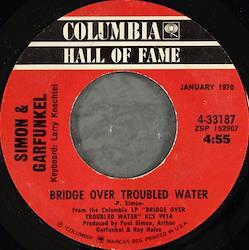 COLUMBIA
HALL OF FAME
SIMON &
GARFUNKEL
Keyboard: Larry Knechtel
JANUARY 1970
4-33187
ZSP 152907
4:55
BRIDGE OVER TROUBLED WATER
-P. Simon-
From the Columbia LP "BRIDGE OVER
TROUBLED WATER" KCS 9914
Produced by Paul Simon, Arthur
Garfunkel & Roy Halee
® "COLUMBIA", MARCAS REG. PRINTED IN U.S.A.